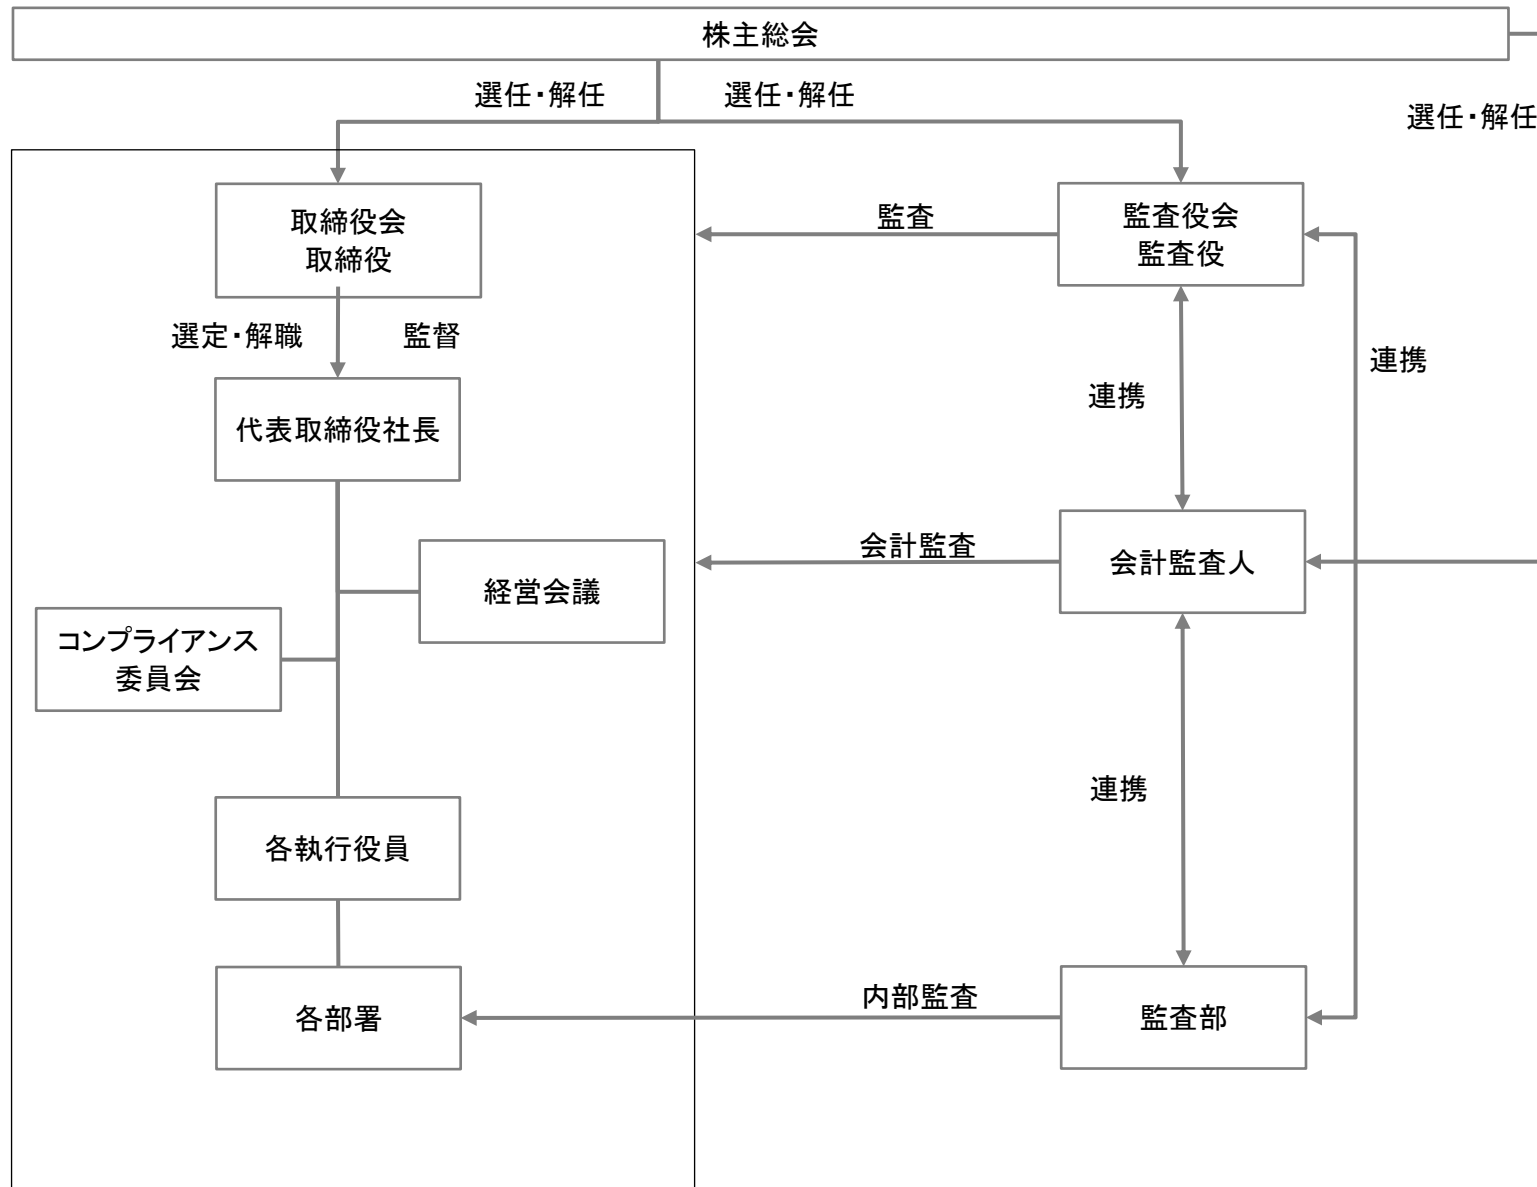 株主総会
選任・解任
選任・解任
選任・解任
取締役会
取締役
監査
監査役会
監査役
選定・解職
監督
連携
連携
代表取締役社長
会計監査
会計監査人
経営会議
コンプライアンス
委員会
連携
各執行役員
内部監査
各部署
監査部